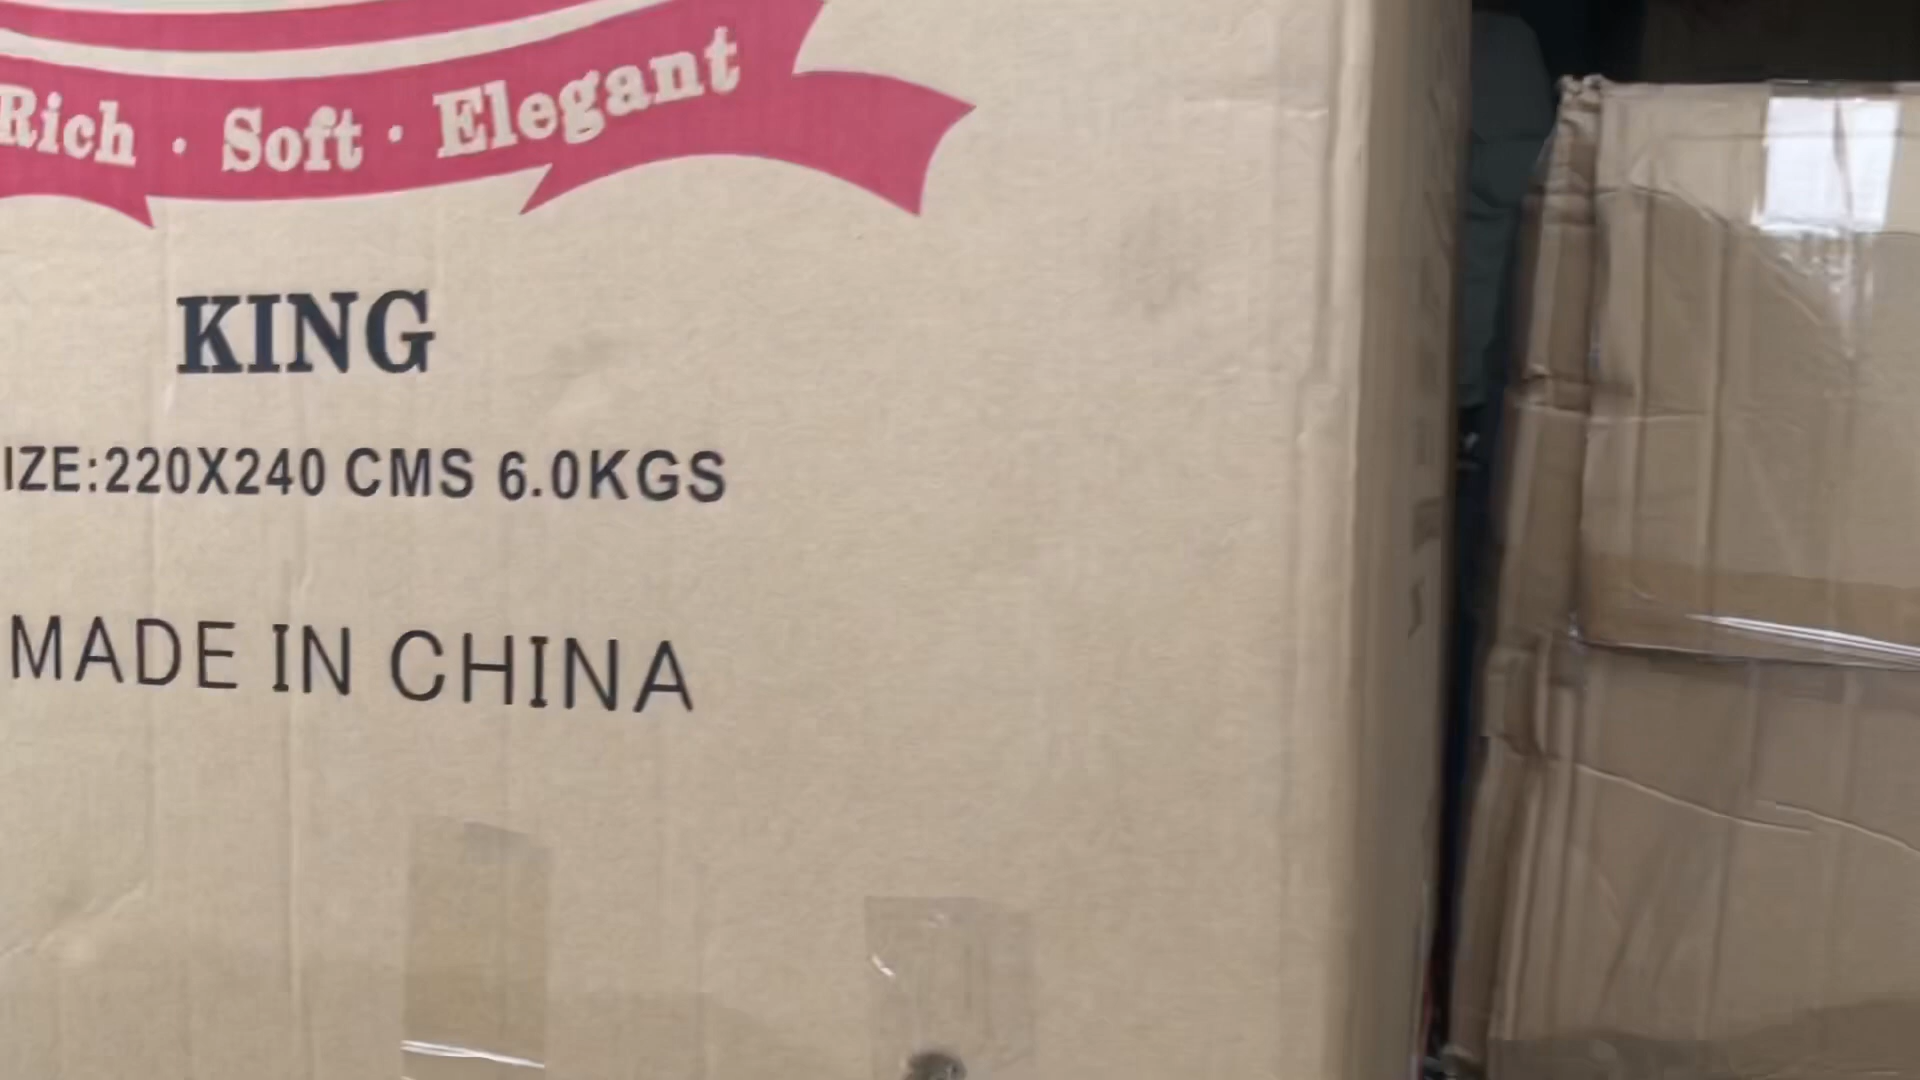 Rich · Soft · Elegant
KING
IZE:220X240 CMS 6.0KGS
MADE IN CHINA